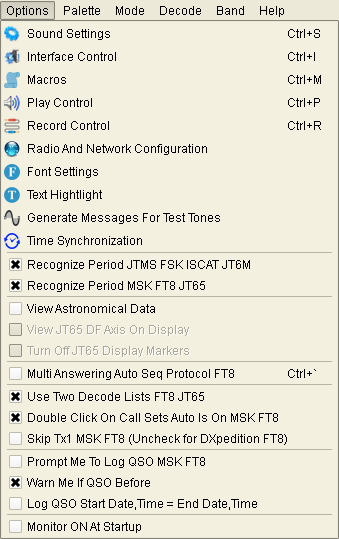 Options Palette Mode Decode Band Help
Sound Settings Ctrl+S
Interface Control Ctrl+I
Macros Ctrl+M
Play Control Ctrl+P
Record Control Ctrl+R
Radio And Network Configuration
F Font Settings
T Text Hightlight
Generate Messages For Test Tones
Time Synchronization
Recognize Period JTMS FSK ISCAT JT6M
Recognize Period MSK FT8 JT65
View Astronomical Data
View JT65 DF Axis On Display
Turn Off JT65 Display Markers
Multi Answering Auto Seq Protocol FT8 Ctrl+`
Use Two Decode Lists FT8 JT65
Double Click On Call Sets Auto Is On MSK FT8
Skip Tx1 MSK FT8 (Uncheck for DXpedition FT8)
Prompt Me To Log QSO MSK FT8
Warn Me If QSO Before
Log QSO Start Date,Time = End Date,Time
Monitor ON At Startup